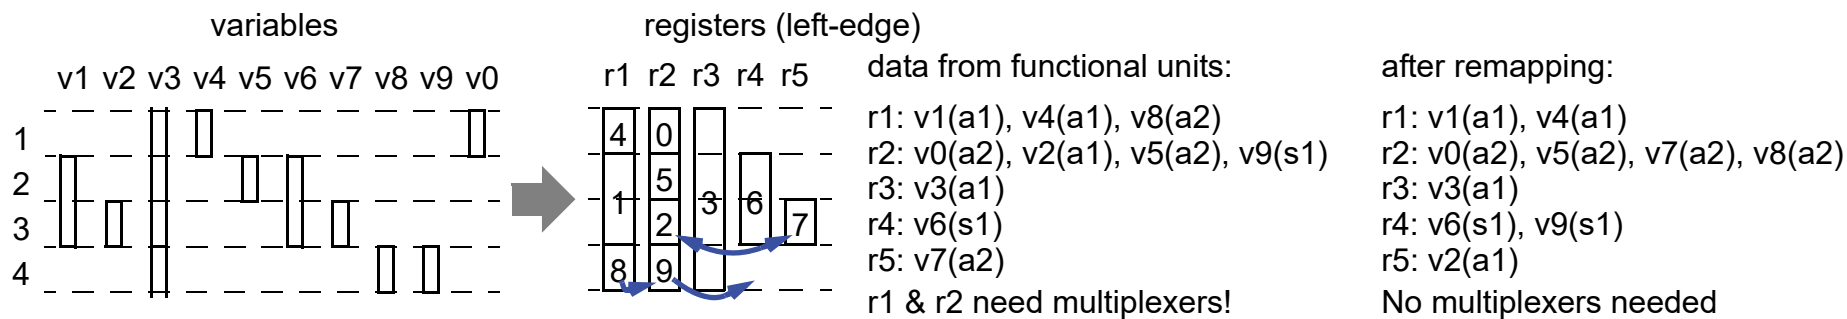 variables
v1 v2 v3 v4 v5 v6 v7 v8 v9 v0
1
2
3
4
registers (left-edge)
r1 r2 r3 r4 r5
4 0
5
1 3 6
2 7
8 9
data from functional units:
r1: v1(a1), v4(a1), v8(a2)
r2: v0(a2), v2(a1), v5(a2), v9(s1)
r3: v3(a1)
r4: v6(s1)
r5: v7(a2)
r1 & r2 need multiplexers!
after remapping:
r1: v1(a1), v4(a1)
r2: v0(a2), v5(a2), v7(a2), v8(a2)
r3: v3(a1)
r4: v6(s1), v9(s1)
r5: v2(a1)
No multiplexers needed